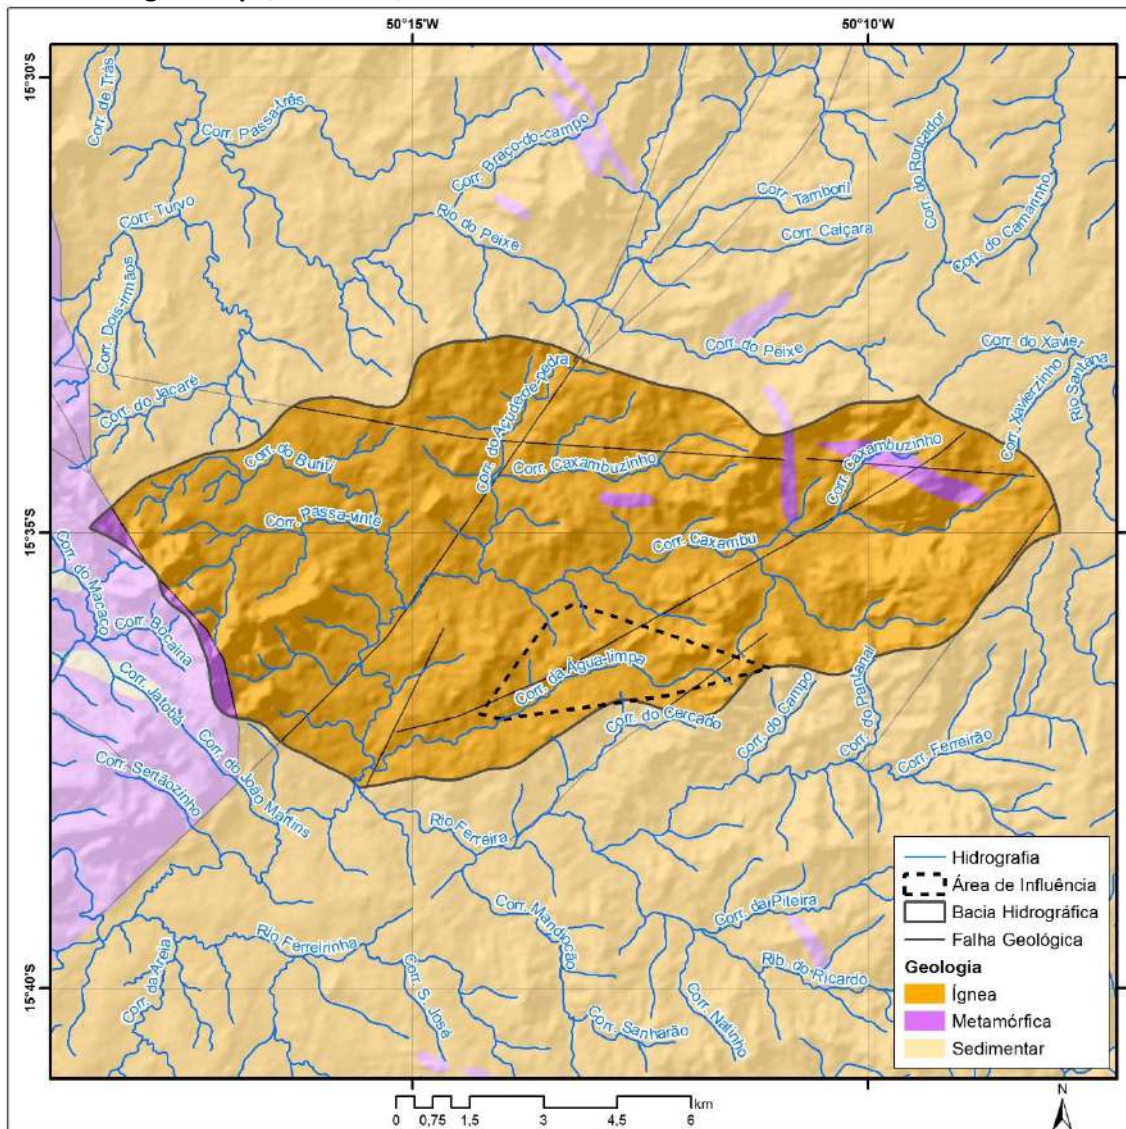 50°15'W
50°10'W
15°30'S
15°35'S
15°40'S
Corr. de Trás
Corr. Passa-três
Corr. Braço-do-campo
Corr. do Roncador
Corr. Tamboril
Corr. do Camarinho
Corr. Turvo
Rio do Peixe
Corr. Caiçara
Corr. Dois-irmãos
Corr. do Peixe
Corr. do Xavier
Corr. do Jacaré
Corr. do Açude-de-pedra
Corr. Xavierzinho
Rio Santana
Corr. do Buriti
Corr. Caxambuzinho
Corr. Caxambuzinho
Corr. Passa-vinte
Corr. Caxambu
Corr. do Macaco
Corr. Bocaina
Corr. Jatobá
Corr. da Água-limpa
Corr. do Cercado
Corr. do Campo
Corr. do Pantanal
Corr. Ferreirão
Corr. Sertãozinho
Corr. do João Martins
Rio Ferreira
Corr. Mandiocão
Corr. da Piteira
Corr. da Areia
Rio Ferreirinha
Corr. S. José
Rib. do Ricardo
Corr. Sanharão
Corr. Natinho
Hidrografia
Área de Influência
Bacia Hidrográfica
Falha Geológica
Geologia
Ígnea
Metamórfica
Sedimentar
km
0 0,75 1,5 3 4,5 6
N